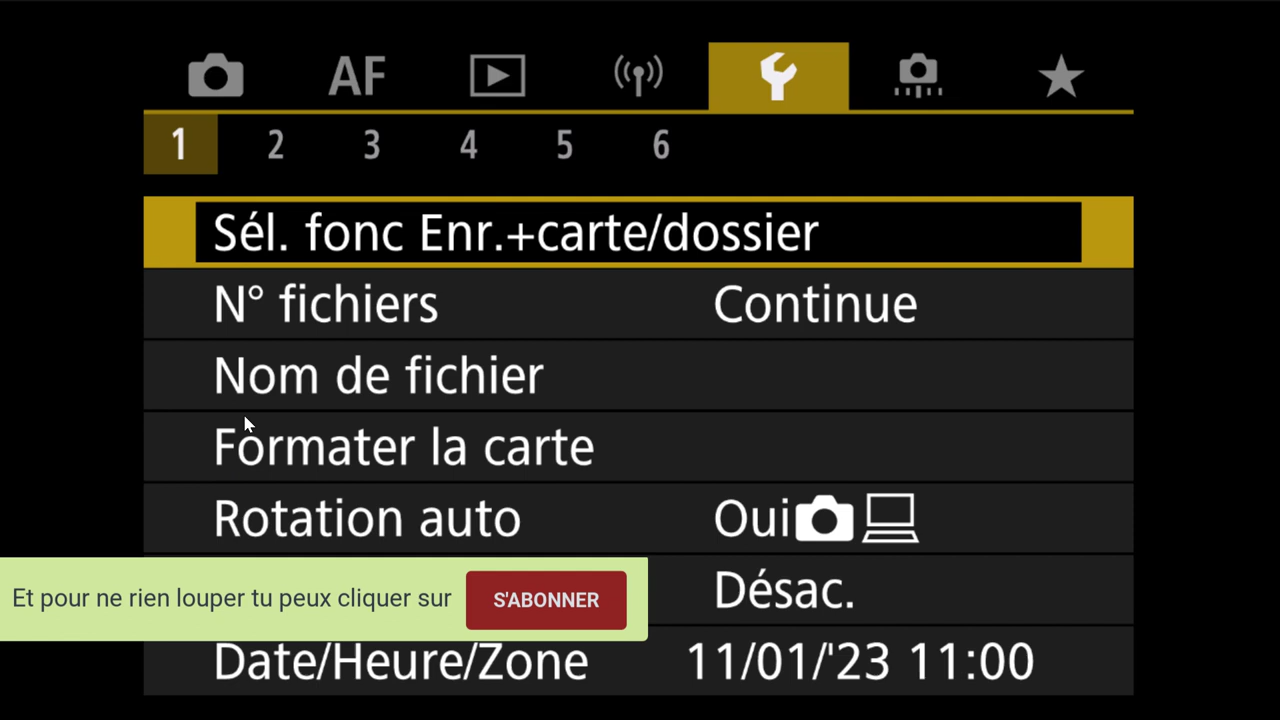 AF
1 2 3 4 5 6
Sél. fonc Enr.+carte/dossier
N° fichiers Continue
Nom de fichier
Formater la carte
Rotation auto Oui
Désac.
Et pour ne rien louper tu peux cliquer sur S'ABONNER
Date/Heure/Zone 11/01/'23 11:00